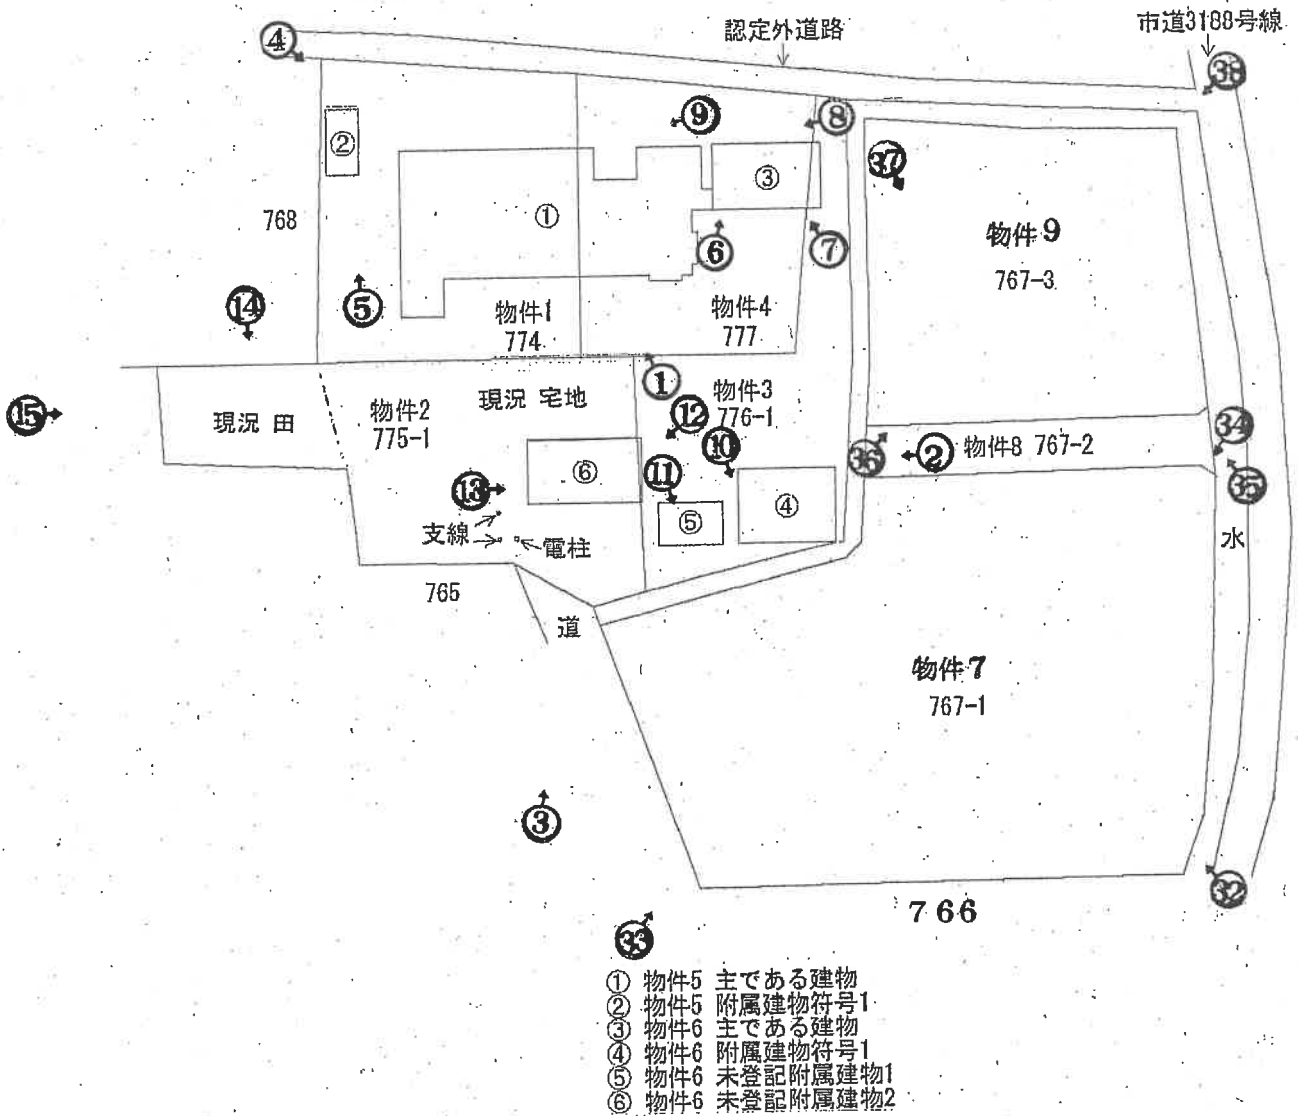 認定外道路
市道3188号線
④
㊳
②
⑨
⑧
㊲
③
768
①
物件9
⑥
⑦
767-3
⑭
⑤
物件1
774
物件4
777
①
物件3
776-1
現況 宅地
物件2
775-1
現況 田
⑮
⑫
⑩
㉞
㊱
②
物件8 767-2
⑥
⑪
④
⑬
㉟
⑤
支線
電柱
水
765
道
物件7
767-1
③
766
㉜
㉝
① 物件5 主である建物
② 物件5 附属建物符号1
③ 物件6 主である建物
④ 物件6 附属建物符号1
⑤ 物件6 未登記附属建物1
⑥ 物件6 未登記附属建物2